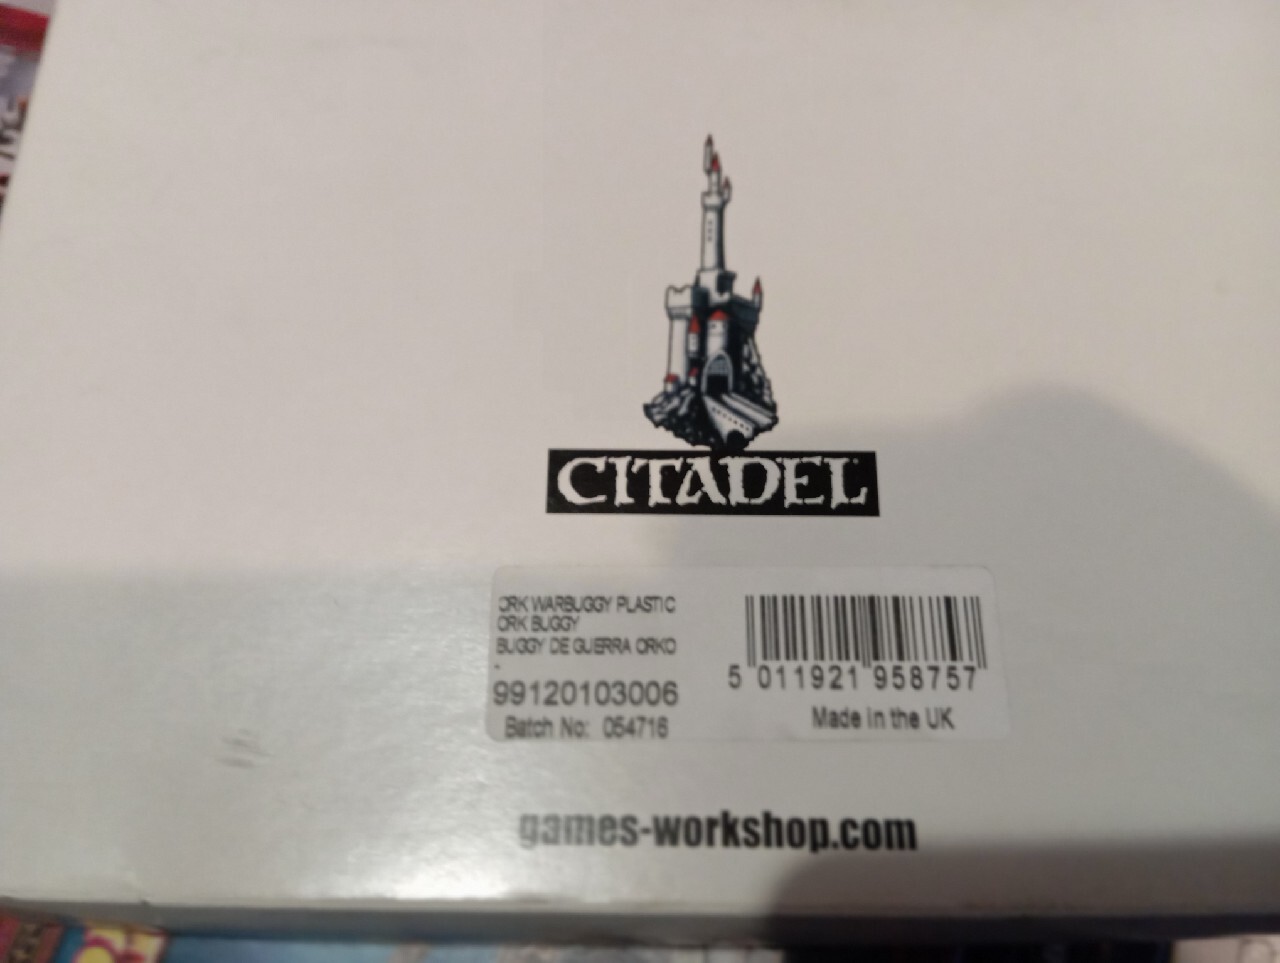 CITADEL
ORK WARBUGGY PLASTIC
ORK BUGGY
BUGGY DE GUERRA ORKO
-
99120103006
Batch No: 054716
5 011921 958757
Made in the UK
games-workshop.com